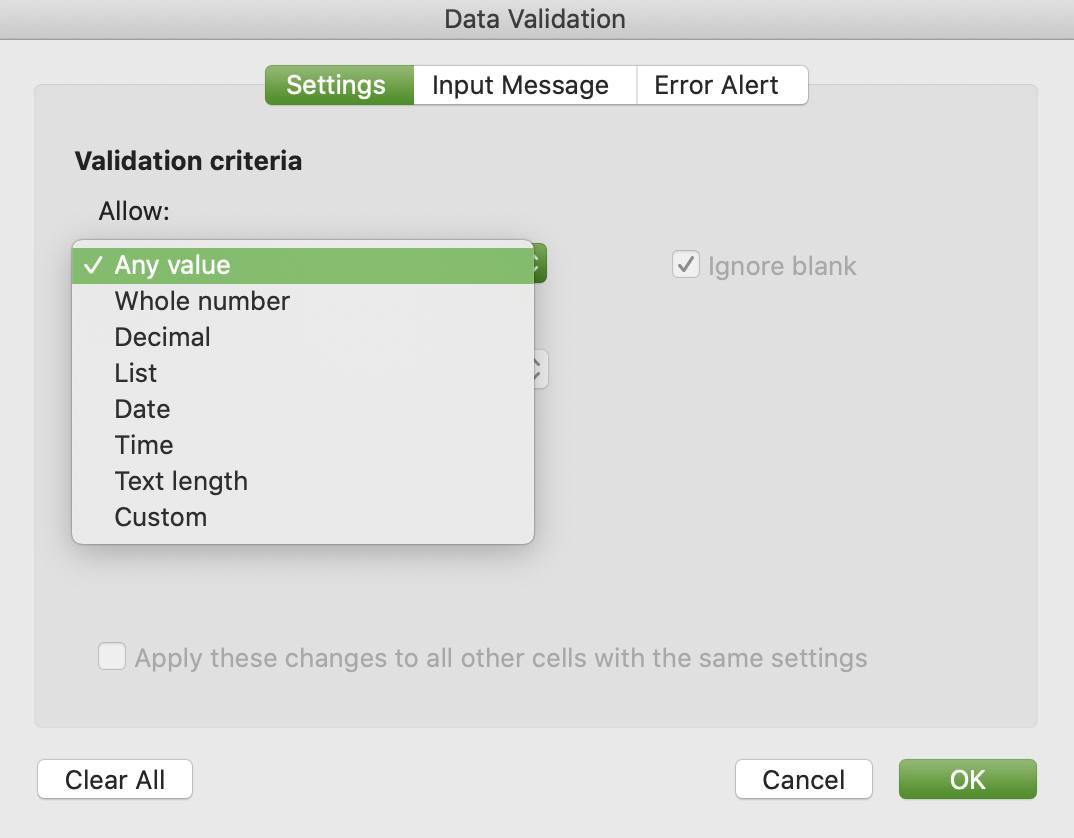 Data Validation
Settings Input Message Error Alert
Validation criteria
Allow:
✓ Any value
Ignore blank
Whole number
Decimal
List
Date
Time
Text length
Custom
Apply these changes to all other cells with the same settings
Clear All Cancel OK